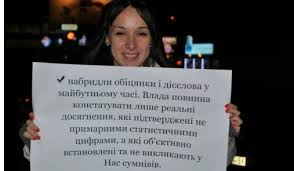 ✔ набридли обіцянки і дієслова у
майбутньому часі. Влада повинна
констатувати лише реальні
досягнення, які підтверджені не
примарними статистичними
цифрами, а які об'єктивно
встановлені та не викликають у
Нас сумнівів.